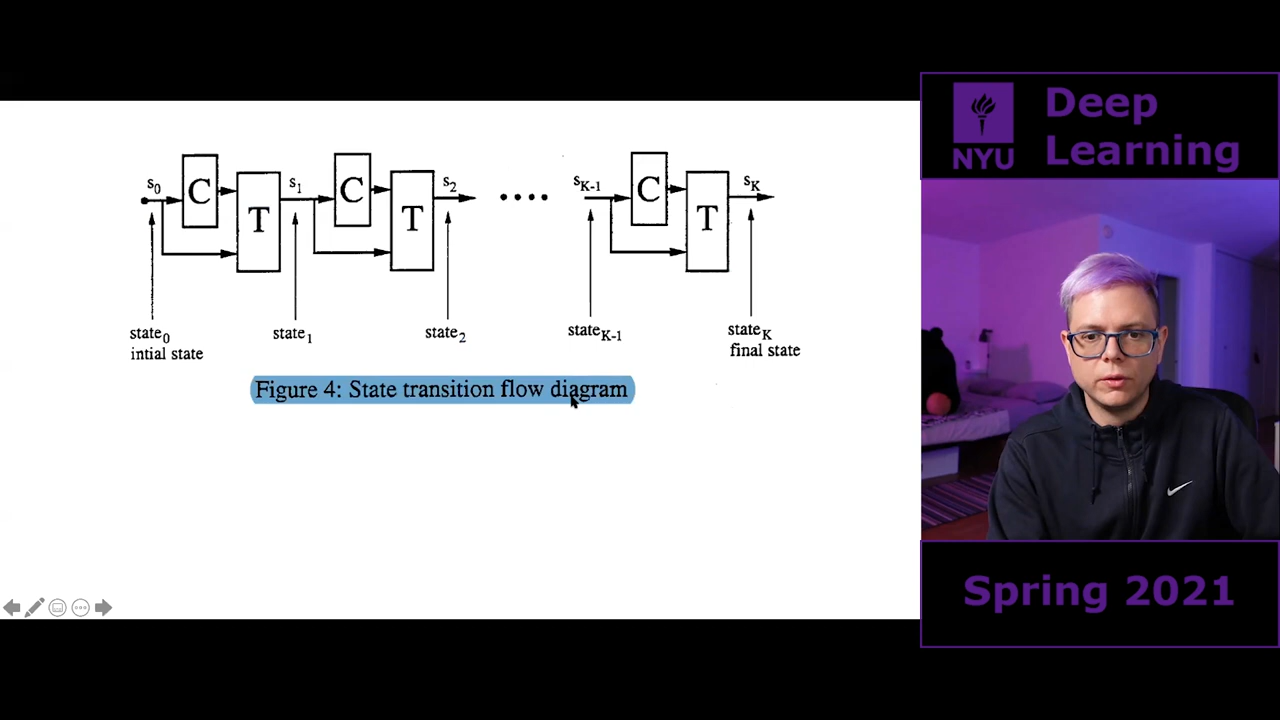 s0 C T s1 C T s2 sK-1 C T sK
state0 state1 state2 stateK-1 stateK
intial state final state
Figure 4: State transition flow diagram
NYU
Deep
Learning
Spring 2021